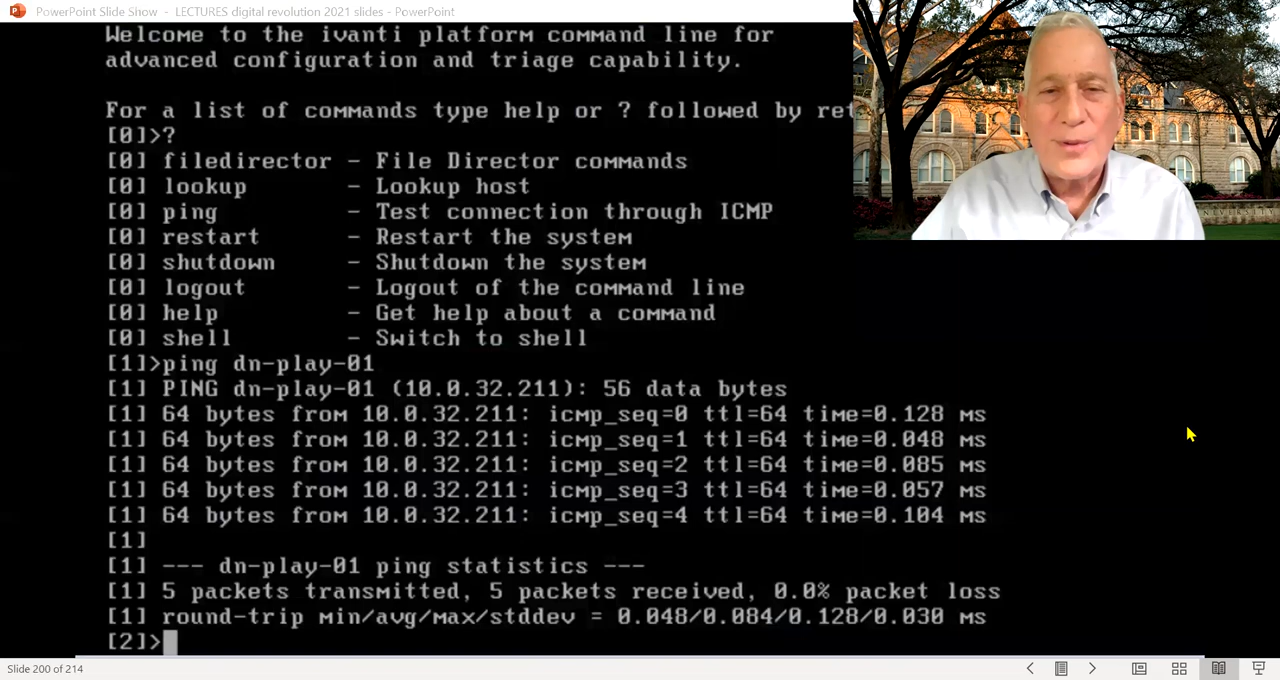 PowerPoint Slide Show - LECTURES digital revolution 2021 slides - PowerPoint
Welcome to the ivanti platform command line for
advanced configuration and triage capability.
For a list of commands type help or ? followed by ret
[0]>?
[0] filedirector - File Director commands
[0] lookup - Lookup host
[0] ping - Test connection through ICMP
[0] restart - Restart the system
[0] shutdown - Shutdown the system
[0] logout - Logout of the command line
[0] help - Get help about a command
[0] shell - Switch to shell
[1]>ping dn-play-01
[1] PING dn-play-01 (10.0.32.211): 56 data bytes
[1] 64 bytes from 10.0.32.211: icmp_seq=0 ttl=64 time=0.128 ms
[1] 64 bytes from 10.0.32.211: icmp_seq=1 ttl=64 time=0.048 ms
[1] 64 bytes from 10.0.32.211: icmp_seq=2 ttl=64 time=0.085 ms
[1] 64 bytes from 10.0.32.211: icmp_seq=3 ttl=64 time=0.057 ms
[1] 64 bytes from 10.0.32.211: icmp_seq=4 ttl=64 time=0.104 ms
[1]
[1] --- dn-play-01 ping statistics ---
[1] 5 packets transmitted, 5 packets received, 0.0% packet loss
[1] round-trip min/avg/max/stddev = 0.048/0.084/0.128/0.030 ms
[2]>
Slide 200 of 214